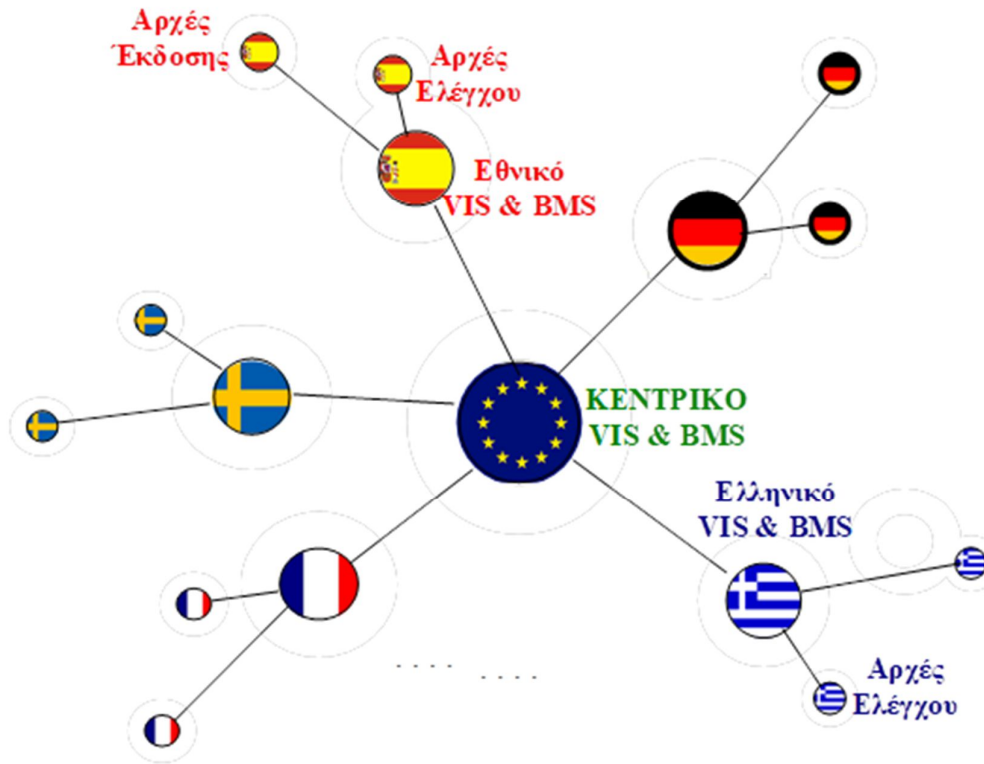 Αρχές
Έκδοσης
Αρχές
Ελέγχου
Εθνικό
VIS & BMS
ΚΕΝΤΡΙΚΟ
VIS & BMS
Ελληνικό
VIS & BMS
Αρχές
Ελέγχου